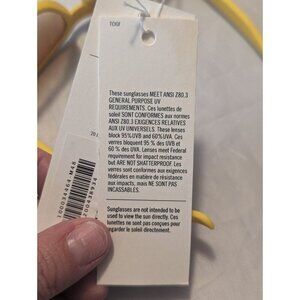 These sunglasses MEET ANSI Z80.3
GENERAL PURPOSE UV
REQUIREMENTS. Ces lunettes de
soleil SONT CONFORMES aux normes
ANSI Z80.3 EXIGENCES RELATIVES
AUX UV UNIVERSELS. These lenses
block 95%UVB and 60%UVA. Ces
verres bloquent 95 % des UVB et
60 % des UVA. Lenses meet Federal
requirement for impact resistance
but ARE NOT SHATTERPROOF. Les
verres sont conformes aux exigences
fédérales en matière de résistance
aux impacts, mais NE SONT PAS
INCASSABLES.
Sunglasses are not intended to be
used to view the sun directly. Ces
lunettes ne sont pas conçues pour
regarder le soleil directement.